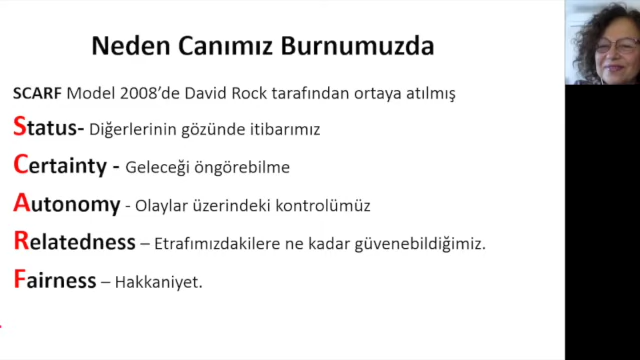 Neden Canımız Burnumuzda
SCARF Model 2008’de David Rock tarafından ortaya atılmış
Status- Diğerlerinin gözünde itibarımız
Certainty - Geleceği öngörebilme
Autonomy - Olaylar üzerindeki kontrolümüz
Relatedness – Etrafımızdakilere ne kadar güvenebildiğimiz.
Fairness – Hakkaniyet.